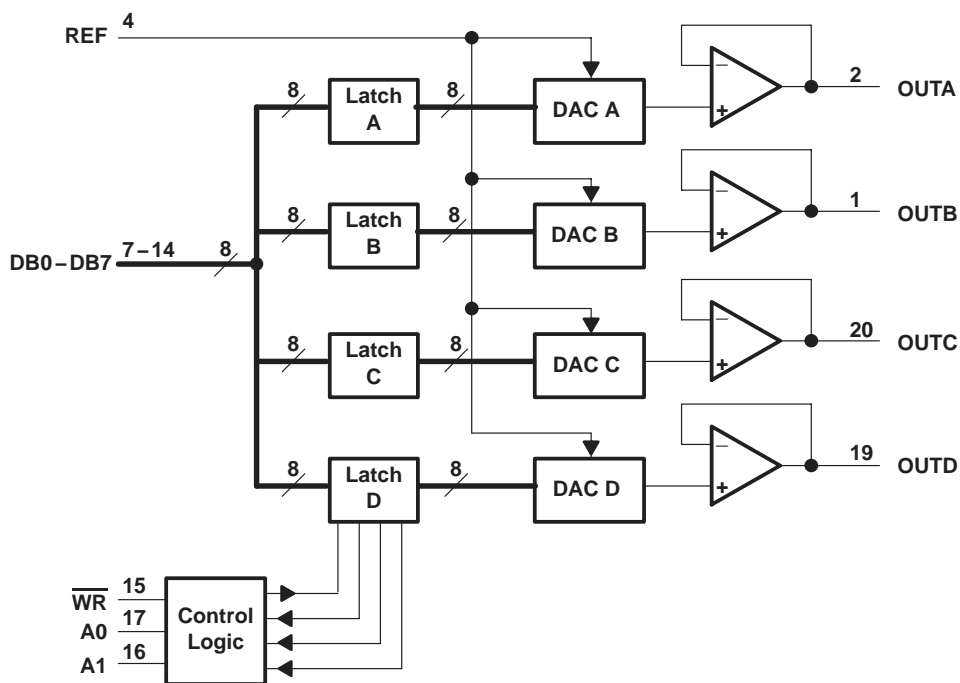 4
REF
8 Latch A 8 DAC A − + 2 OUTA
8 Latch B 8 DAC B − + 1 OUTB
DB0–DB7 7–14 8
8 Latch C 8 DAC C − + 20 OUTC
8 Latch D 8 DAC D − + 19 OUTD
WR 15
A0 17
A1 16
Control
Logic